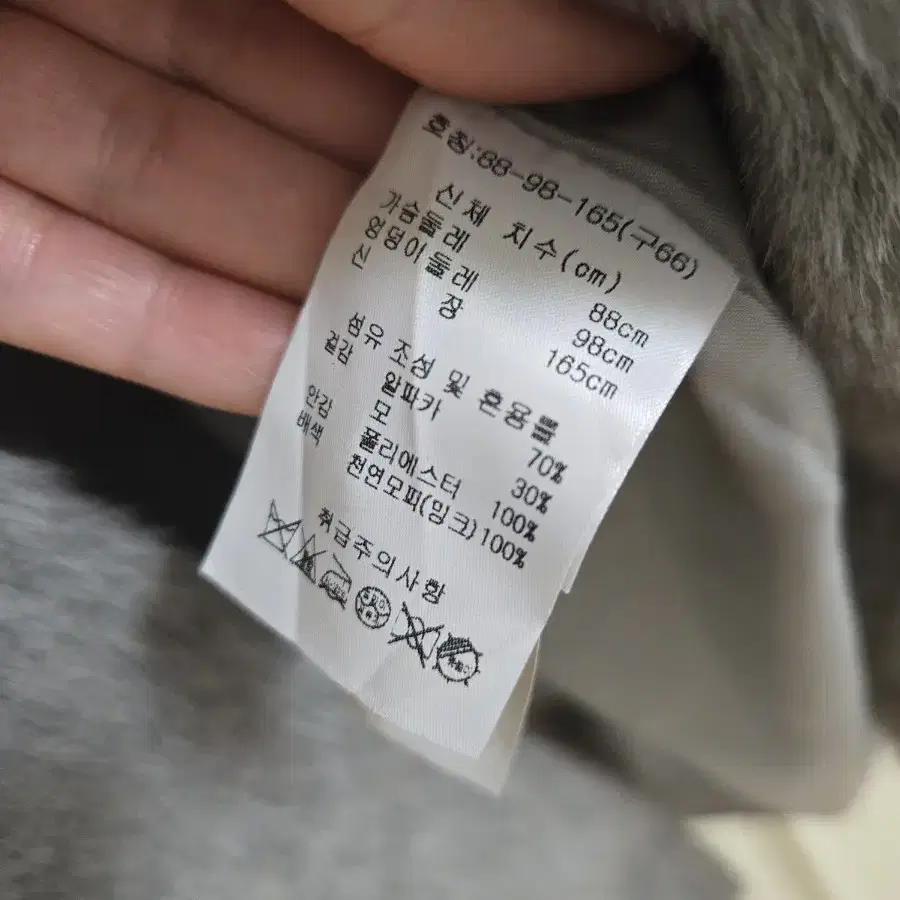 호칭:88-98-165(구66)
신체 치수(cm)
가슴둘레 88cm
엉덩이둘레 98cm
신 장 165cm
섬유 조성 및 혼용률
겉감 알파카 70%
모 30%
안감 폴리에스터 100%
배색 천연모피(밍크)100%
취급주의사항